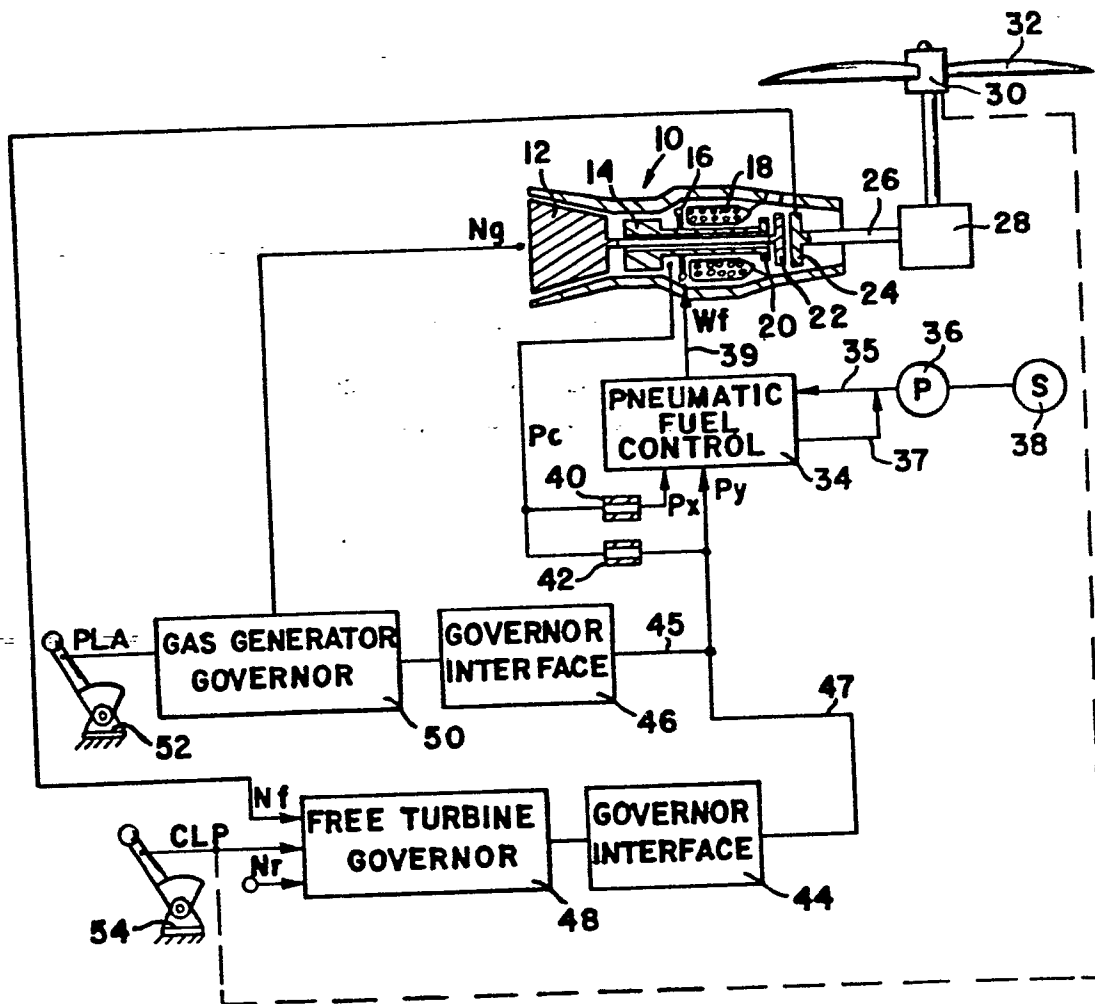 32
30
10
12
14
16
18
26
28
Ng
20
22
24
Wf
39
35
36
P
S
38
PNEUMATIC
FUEL
CONTROL
37
34
Pc
40
Px
Py
42
PLA
GAS GENERATOR
GOVERNOR
GOVERNOR
INTERFACE
45
52
50
46
47
Nf
CLP
Nr
FREE TURBINE
GOVERNOR
GOVERNOR
INTERFACE
54
48
44